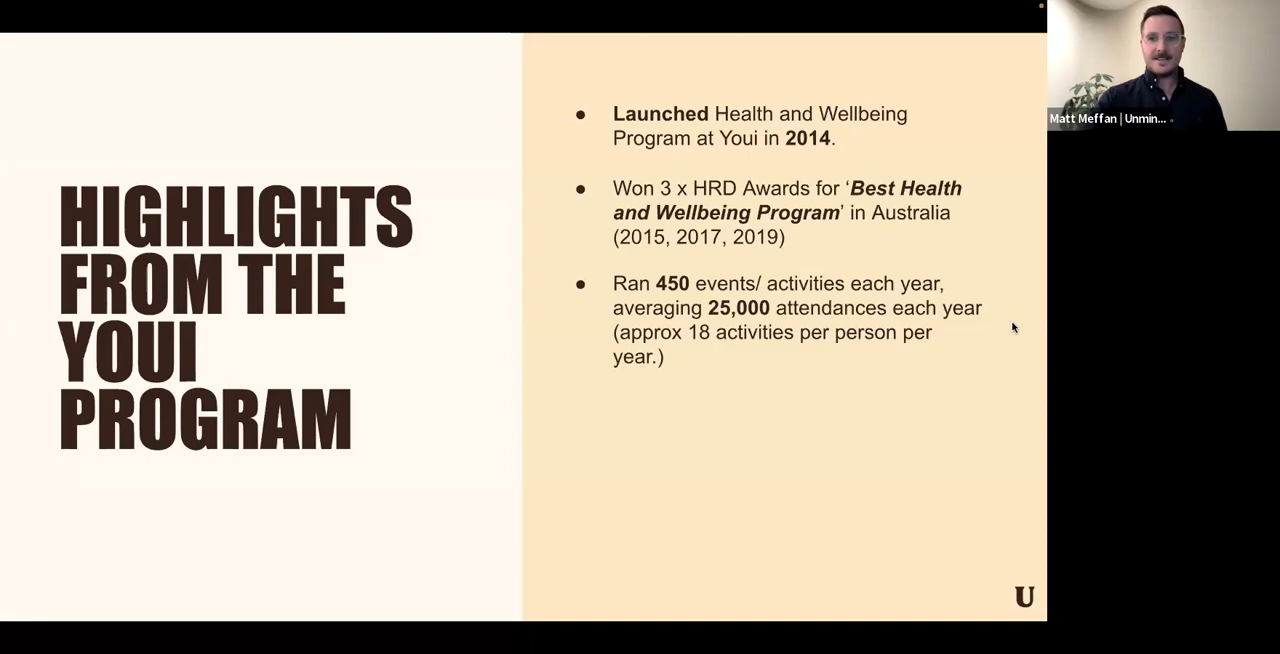 HIGHLIGHTS
FROM THE
YOUI
PROGRAM
● Launched Health and Wellbeing
Program at Youi in 2014.
● Won 3 x HRD Awards for ‘Best Health
and Wellbeing Program’ in Australia
(2015, 2017, 2019)
● Ran 450 events/ activities each year,
averaging 25,000 attendances each year
(approx 18 activities per person per
year.)
U
Matt Meffan | Unmin...